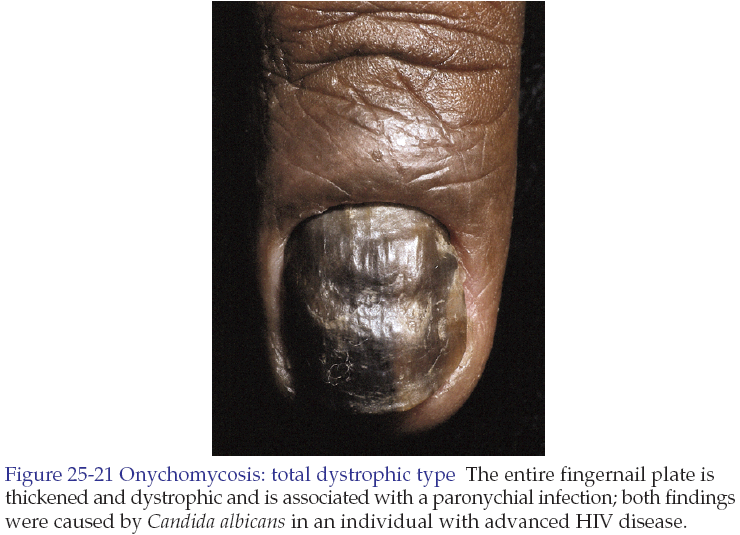 Figure 25-21 Onychomycosis: total dystrophic type The entire fingernail plate is
thickened and dystrophic and is associated with a paronychial infection; both findings
were caused by Candida albicans in an individual with advanced HIV disease.